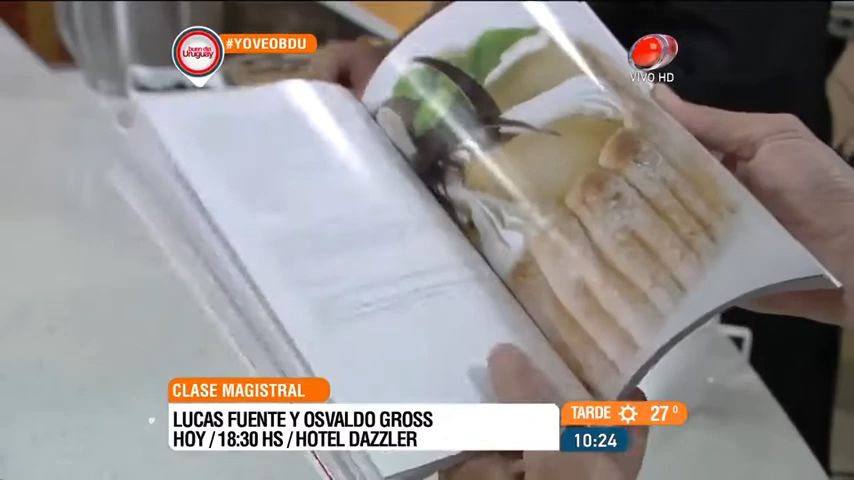 buen día
Uruguay
#YOVEOBDU
VIVO HD
CLASE MAGISTRAL
LUCAS FUENTE Y OSVALDO GROSS
HOY / 18:30 HS / HOTEL DAZZLER
TARDE 27º
10:24